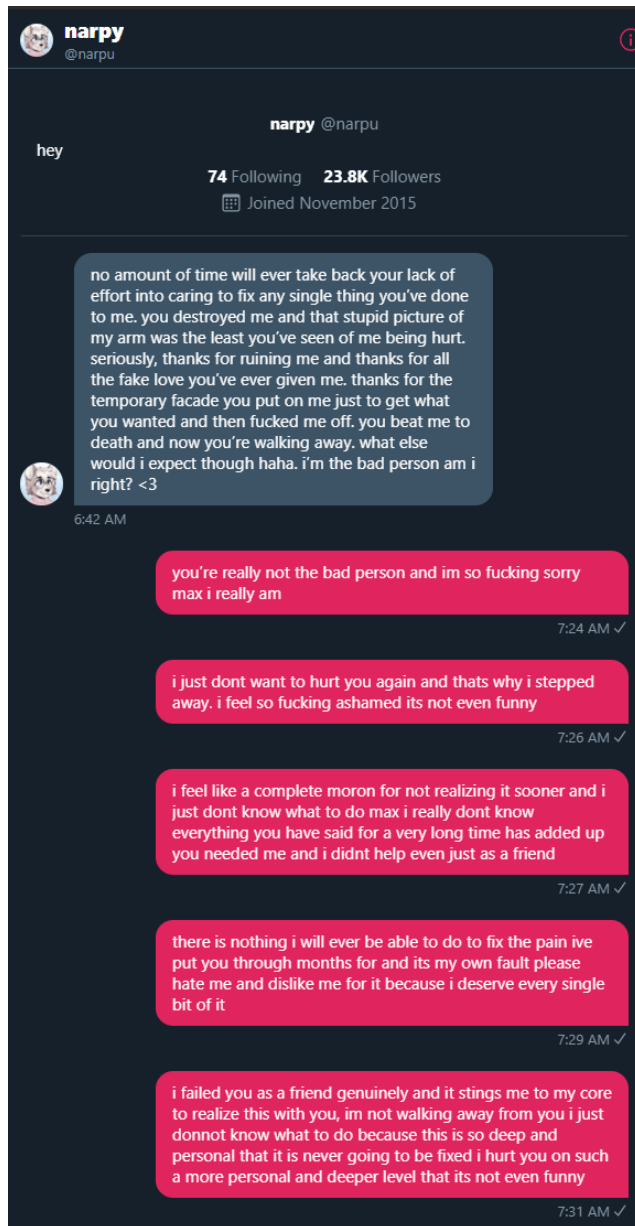 narpy
@narpu
narpy @narpu
hey
74 Following 23.8K Followers
Joined November 2015
no amount of time will ever take back your lack of
effort into caring to fix any single thing you've done
to me. you destroyed me and that stupid picture of
my arm was the least you've seen of me being hurt.
seriously, thanks for ruining me and thanks for all
the fake love you've ever given me. thanks for the
temporary facade you put on me just to get what
you wanted and then fucked me off. you beat me to
death and now you're walking away. what else
would i expect though haha. i'm the bad person am i
right? <3
6:42 AM
you're really not the bad person and im so fucking sorry
max i really am
7:24 AM ✓
i just dont want to hurt you again and thats why i stepped
away. i feel so fucking ashamed its not even funny
7:26 AM ✓
i feel like a complete moron for not realizing it sooner and i
just dont know what to do max i really dont know
everything you have said for a very long time has added up
you needed me and i didnt help even just as a friend
7:27 AM ✓
there is nothing i will ever be able to do to fix the pain ive
put you through months for and its my own fault please
hate me and dislike me for it because i deserve every single
bit of it
7:29 AM ✓
i failed you as a friend genuinely and it stings me to my core
to realize this with you, im not walking away from you i just
donnot know what to do because this is so deep and
personal that it is never going to be fixed i hurt you on such
a more personal and deeper level that its not even funny
7:31 AM ✓